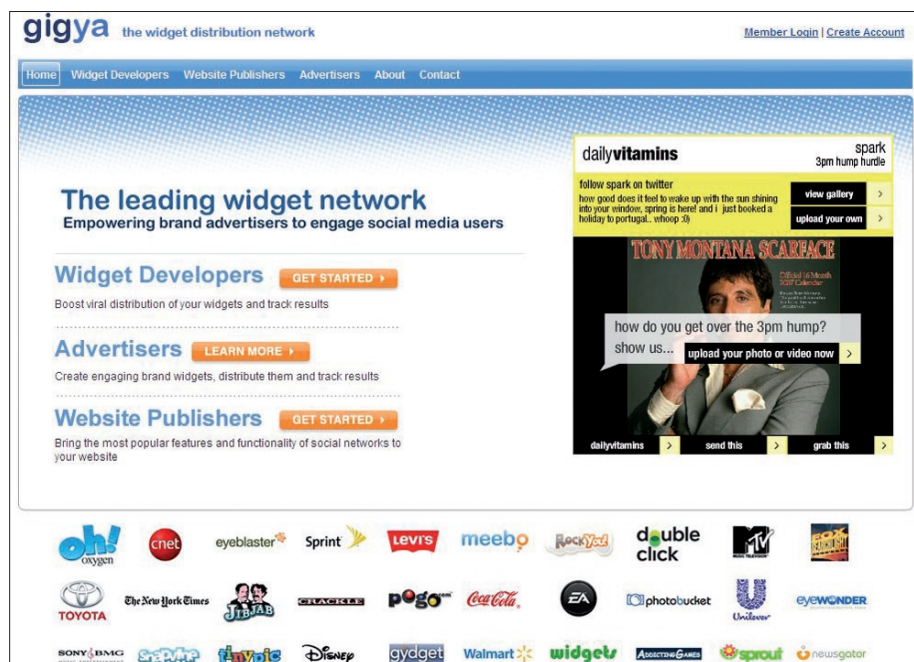 gigya the widget distribution network
Member Login | Create Account
Home Widget Developers Website Publishers Advertisers About Contact
The leading widget network
Empowering brand advertisers to engage social media users
Widget Developers GET STARTED
Boost viral distribution of your widgets and track results
Advertisers LEARN MORE
Create engaging brand widgets, distribute them and track results
Website Publishers GET STARTED
Bring the most popular features and functionality of social networks to
your website
dailyvitamins
spark
3pm hump hurdle
follow spark on twitter
how good does it feel to wake up with the sun shining
into your window, spring is here! and i just booked a
holiday to portugal.. whoop :0)
view gallery
upload your own
TONY MONTANA SCARFACE
Official 16 Month
2007 Calendar
how do you get over the 3pm hump?
show us... upload your photo or video now
dailyvitamins send this grab this
oh! oxygen cnet eyeblaster Sprint LEVI'S meebo RockYou! double click MTV MUSIC TELEVISION FOX SEARCHLIGHT
TOYOTA The New York Times JIBJAB CRACKLE pogo.com Coca-Cola EA photobucket Unilever eyewonder
SONY BMG snapvine tinypic Disney gydget Walmart widgets AddictingGames sprout newsgator